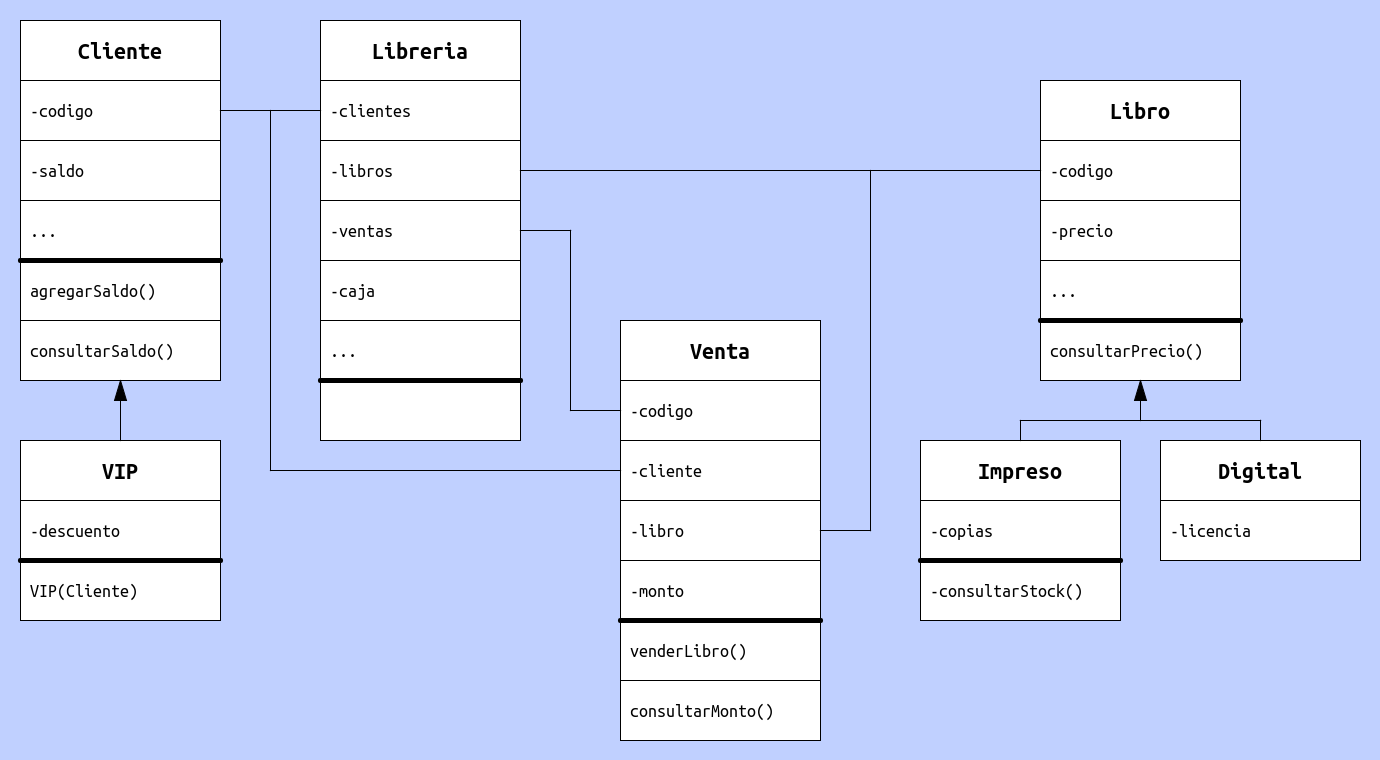 Cliente
-codigo
-saldo
...
agregarSaldo()
consultarSaldo()
VIP
-descuento
VIP(Cliente)
Libreria
-clientes
-libros
-ventas
-caja
...
Venta
-codigo
-cliente
-libro
-monto
venderLibro()
consultarMonto()
Libro
-codigo
-precio
...
consultarPrecio()
Impreso
-copias
-consultarStock()
Digital
-licencia